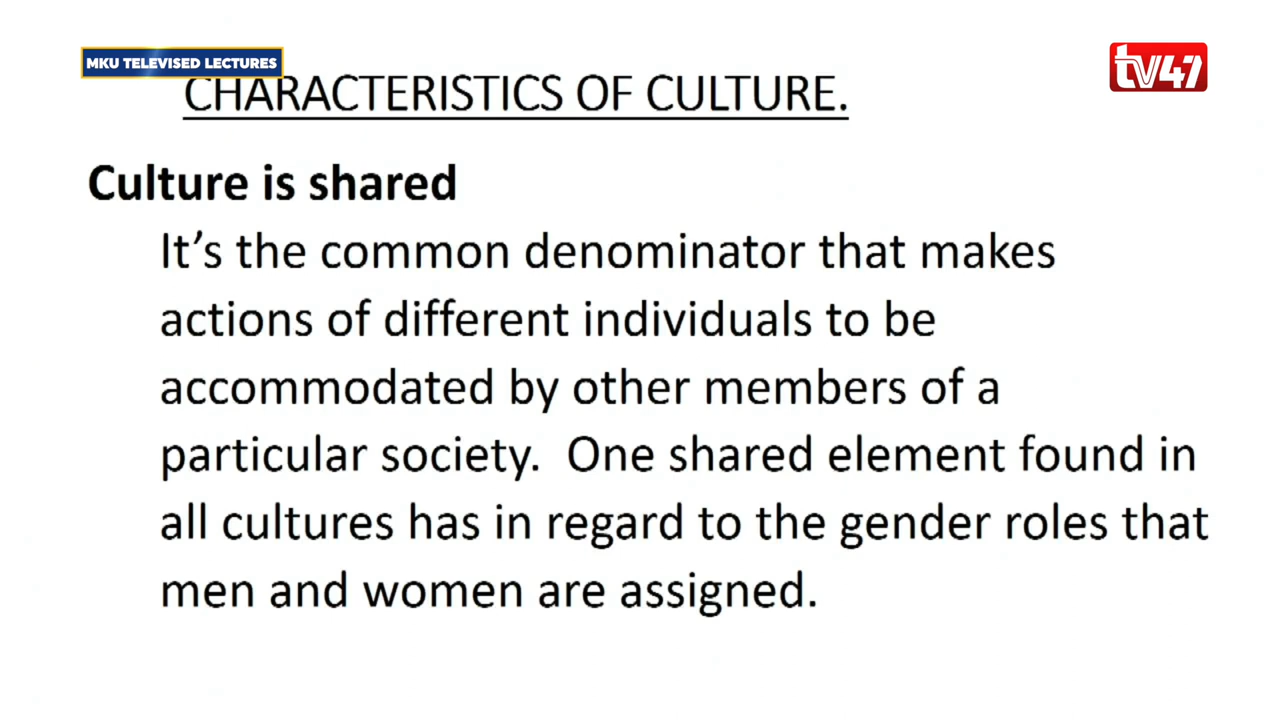 MKU TELEVISED LECTURES
tv47
CHARACTERISTICS OF CULTURE.
Culture is shared
It’s the common denominator that makes
actions of different individuals to be
accommodated by other members of a
particular society.  One shared element found in
all cultures has in regard to the gender roles that
men and women are assigned.